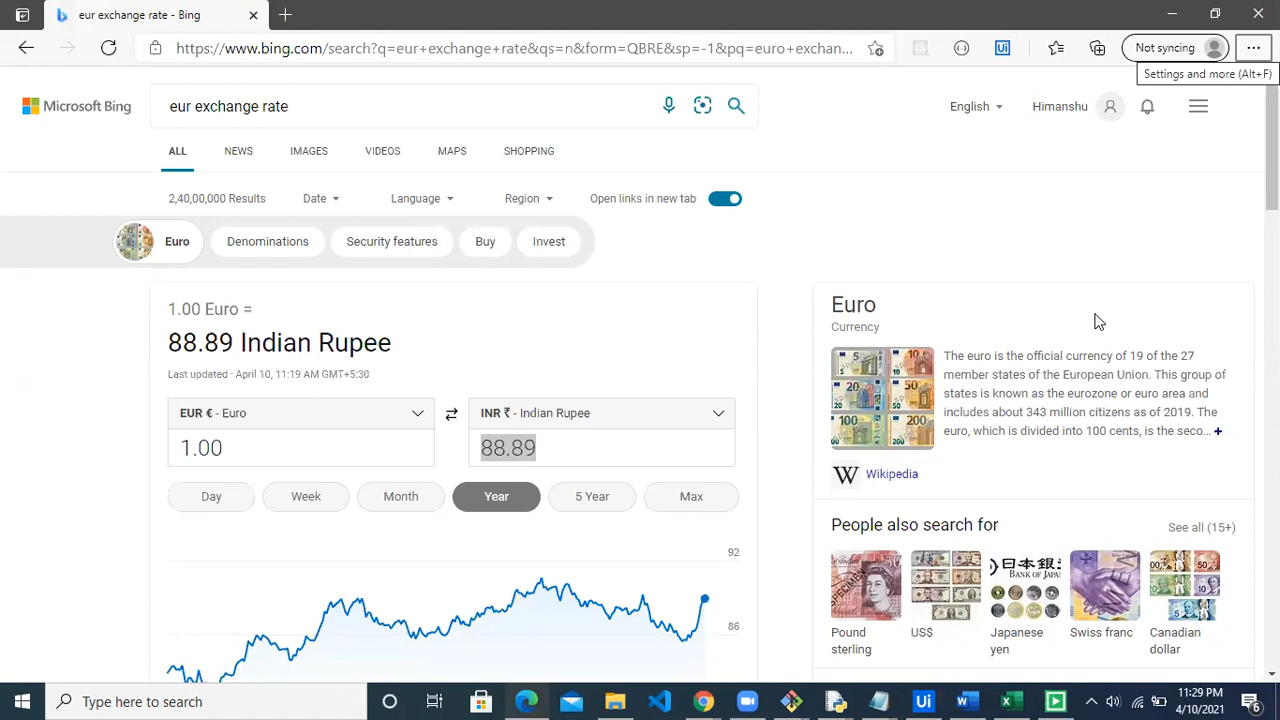 eur exchange rate - Bing
https://www.bing.com/search?q=eur+exchange+rate&qs=n&form=QBRE&sp=-1&pq=euro+exchan...
Not syncing
Settings and more (Alt+F)
Microsoft Bing
eur exchange rate
English
Himanshu
ALL
NEWS
IMAGES
VIDEOS
MAPS
SHOPPING
2,40,00,000 Results
Date
Language
Region
Open links in new tab
Euro
Denominations
Security features
Buy
Invest
1.00 Euro =
88.89 Indian Rupee
Last updated · April 10, 11:19 AM GMT+5:30
EUR € - Euro
INR ₹ - Indian Rupee
1.00
88.89
Day
Week
Month
Year
5 Year
Max
92
86
Euro
Currency
The euro is the official currency of 19 of the 27
member states of the European Union. This group of
states is known as the eurozone or euro area and
includes about 343 million citizens as of 2019. The
euro, which is divided into 100 cents, is the seco... +
W
Wikipedia
People also search for
See all (15+)
SPECIMEN
日本銀
BANK OF JAPA
Pound
sterling
US$
Japanese
yen
Swiss franc
Canadian
dollar
Type here to search
11:29 PM
4/10/2021
6